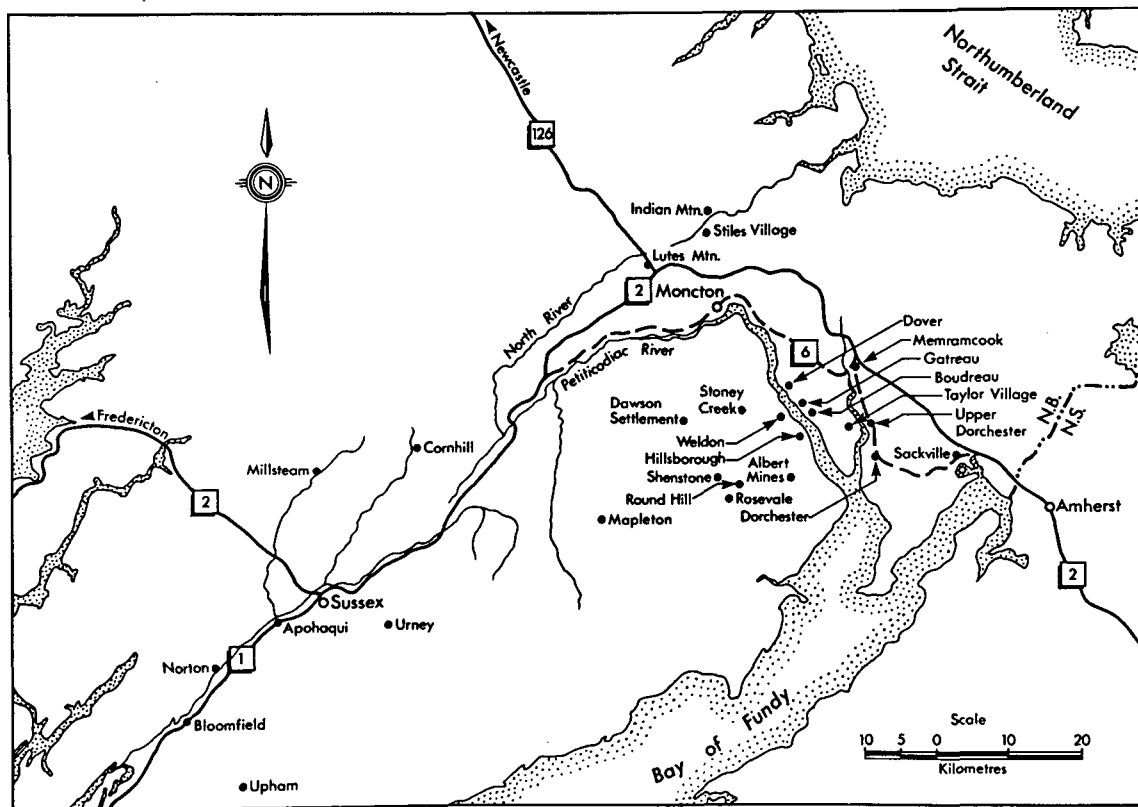 Northumberland
Strait
Newcastle
126
N
Indian Mtn.
Stiles Village
Lutes Mtn.
2
Moncton
North River
Petiticodiac River
6
Dover
Memramcook
Gatreau
Boudreau
Taylor Village
Upper
Dorchester
N.B.
N.S.
Stoney
Creek
Dawson
Settlement
Weldon
Hillsborough
Sackville
Fredericton
Cornhill
Millsteam
Shenstone
Albert
Mines
Round Hill
Rosevale
Dorchester
2
Mapleton
Amherst
2
Sussex
Apohaqui
Urney
1
Norton
Bloomfield
Upham
Bay of Fundy
Scale
10 5 0 10 20
Kilometres